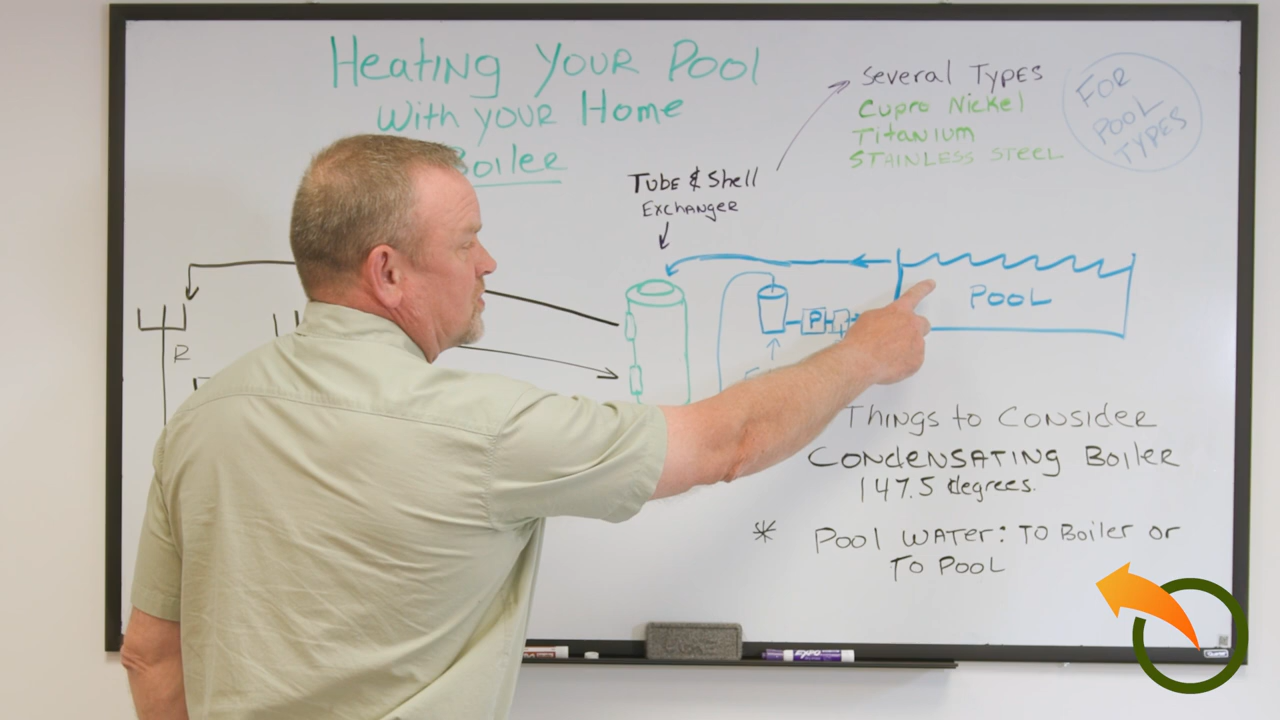 Heating Your Pool
With your Home
Boiler
Several Types
Cupro Nickel
Titanium
Stainless Steel
For
Pool
Types
Tube & Shell
Exchanger
Pool
P
R
Things to Consider
Condensating Boiler
147.5 degrees.
* Pool Water: To Boiler or
To Pool
EXPO